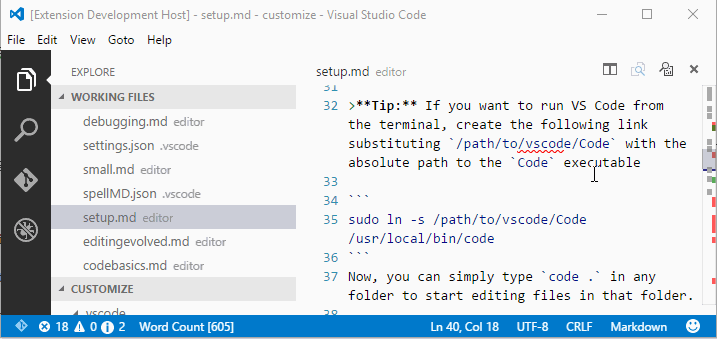 [Extension Development Host] - setup.md - customize - Visual Studio Code
File Edit View Goto Help
EXPLORE
WORKING FILES
debugging.md editor
settings.json .vscode
small.md editor
spellMD.json .vscode
setup.md editor
editingevolved.md editor
codebasics.md editor
CUSTOMIZE
.vscode
setup.md editor
31
32 >**Tip:** If you want to run VS Code from
the terminal, create the following link
substituting `/path/to/vscode/Code` with the
absolute path to the `Code` executable
33
34 ```
35 sudo ln -s /path/to/vscode/Code
/usr/local/bin/code
36 ```
37 Now, you can simply type `code .` in any
folder to start editing files in that folder.
38
18 0 2 Word Count [605] Ln 40, Col 18 UTF-8 CRLF Markdown